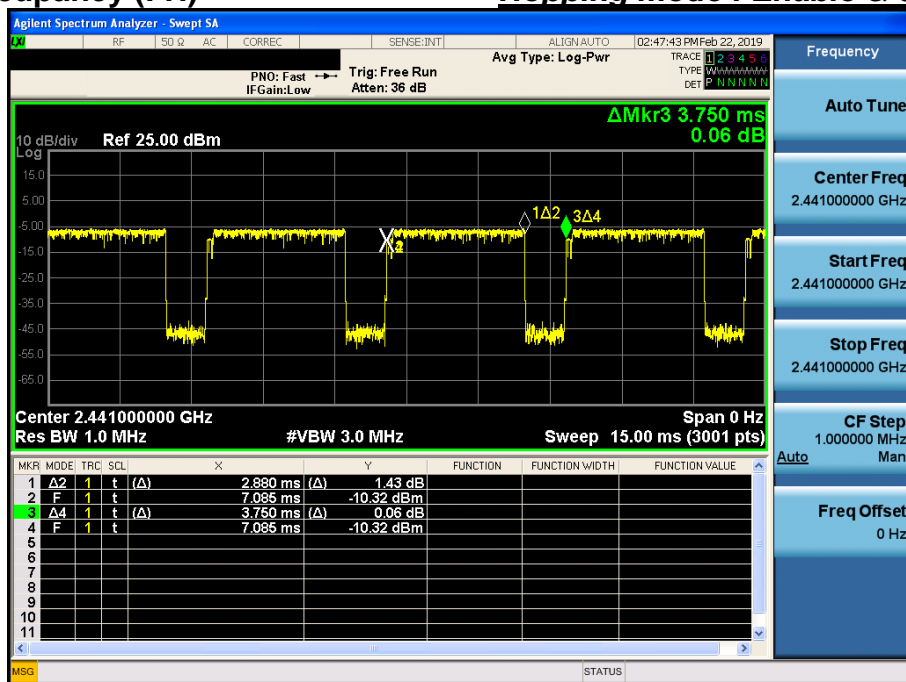 Agilent Spectrum Analyzer - Swept SA
LXI RF 50 Ω AC CORREC SENSE:INT ALIGN AUTO 02:47:43 PM Feb 22, 2019
Avg Type: Log-Pwr TRACE 1 2 3 4 5 6
PNO: Fast Trig: Free Run TYPE
IFGain:Low Atten: 36 dB DET P N N N N N
ΔMkr3 3.750 ms
0.06 dB
10 dB/div Ref 25.00 dBm
Log
15.0
5.00
-5.00
1Δ2 3Δ4
-15.0
-25.0
-35.0
-45.0
-55.0
-65.0
Center 2.441000000 GHz Span 0 Hz
Res BW 1.0 MHz #VBW 3.0 MHz Sweep 15.00 ms (3001 pts)
MKR MODE TRC SCL X Y FUNCTION FUNCTION WIDTH FUNCTION VALUE
1 Δ2 1 t (Δ) 2.880 ms (Δ) 1.43 dB
2 F 1 t 7.085 ms -10.32 dBm
3 Δ4 1 t (Δ) 3.750 ms (Δ) 0.06 dB
4 F 1 t 7.085 ms -10.32 dBm
5
6
7
8
9
10
11
MSG STATUS
Frequency
Auto Tune
Center Freq
2.441000000 GHz
Start Freq
2.441000000 GHz
Stop Freq
2.441000000 GHz
CF Step
1.000000 MHz
Auto Man
Freq Offset
0 Hz